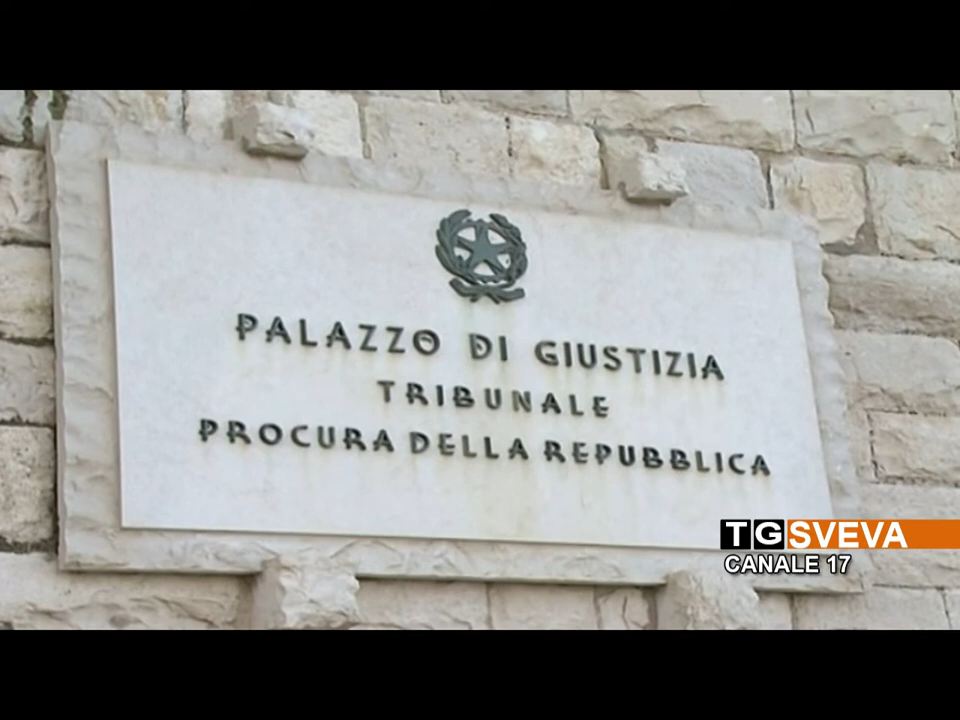 PALAZZO DI GIUSTIZIA
TRIBUNALE
PROCURA DELLA REPUBBLICA
TGSVEVA
CANALE 17